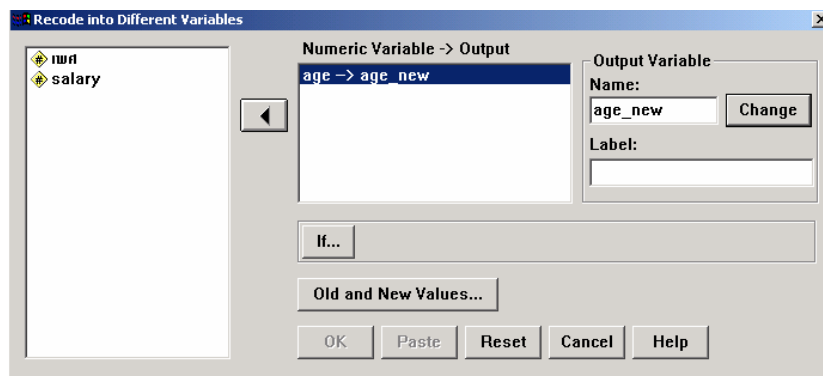 Recode into Different Variables
เพศ
salary
Numeric Variable -> Output
age --> age_new
Output Variable
Name:
age_new
Change
Label:
If...
Old and New Values...
OK
Paste
Reset
Cancel
Help